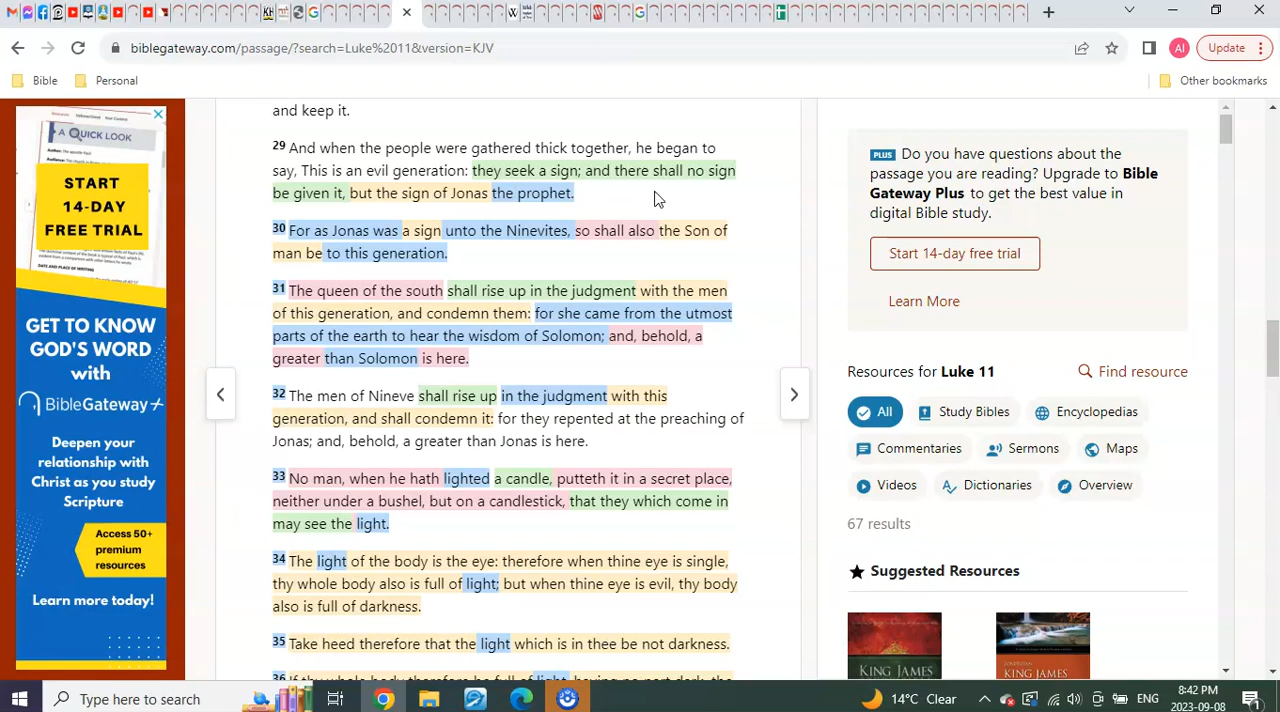 biblegateway.com/passage/?search=Luke%2011&version=KJV
AI
Update
Bible
Personal
Other bookmarks
A QUICK LOOK
START
14-DAY
FREE TRIAL
GET TO KNOW
GOD'S WORD
with
BIBLEGATEWAY+
Deepen your
relationship with
Christ as you study
Scripture
Access 50+
premium
resources
Learn more today!
and keep it.
29 And when the people were gathered thick together, he began to
say, This is an evil generation: they seek a sign; and there shall no sign
be given it, but the sign of Jonas the prophet.
30 For as Jonas was a sign unto the Ninevites, so shall also the Son of
man be to this generation.
31 The queen of the south shall rise up in the judgment with the men
of this generation, and condemn them: for she came from the utmost
parts of the earth to hear the wisdom of Solomon; and, behold, a
greater than Solomon is here.
32 The men of Nineve shall rise up in the judgment with this
generation, and shall condemn it: for they repented at the preaching of
Jonas; and, behold, a greater than Jonas is here.
33 No man, when he hath lighted a candle, putteth it in a secret place,
neither under a bushel, but on a candlestick, that they which come in
may see the light.
34 The light of the body is the eye: therefore when thine eye is single,
thy whole body also is full of light; but when thine eye is evil, thy body
also is full of darkness.
35 Take heed therefore that the light which is in thee be not darkness.
36 If thy whole body therefore be full of light, having no part dark, the
PLUS Do you have questions about the
passage you are reading? Upgrade to Bible
Gateway Plus to get the best value in
digital Bible study.
Start 14-day free trial
Learn More
Resources for Luke 11
Find resource
All
Study Bibles
Encyclopedias
Commentaries
Sermons
Maps
Videos
Dictionaries
Overview
67 results
Suggested Resources
KING JAMES
KING JAMES
Type here to search
14°C Clear
ENG
8:42 PM
2023-09-08
1